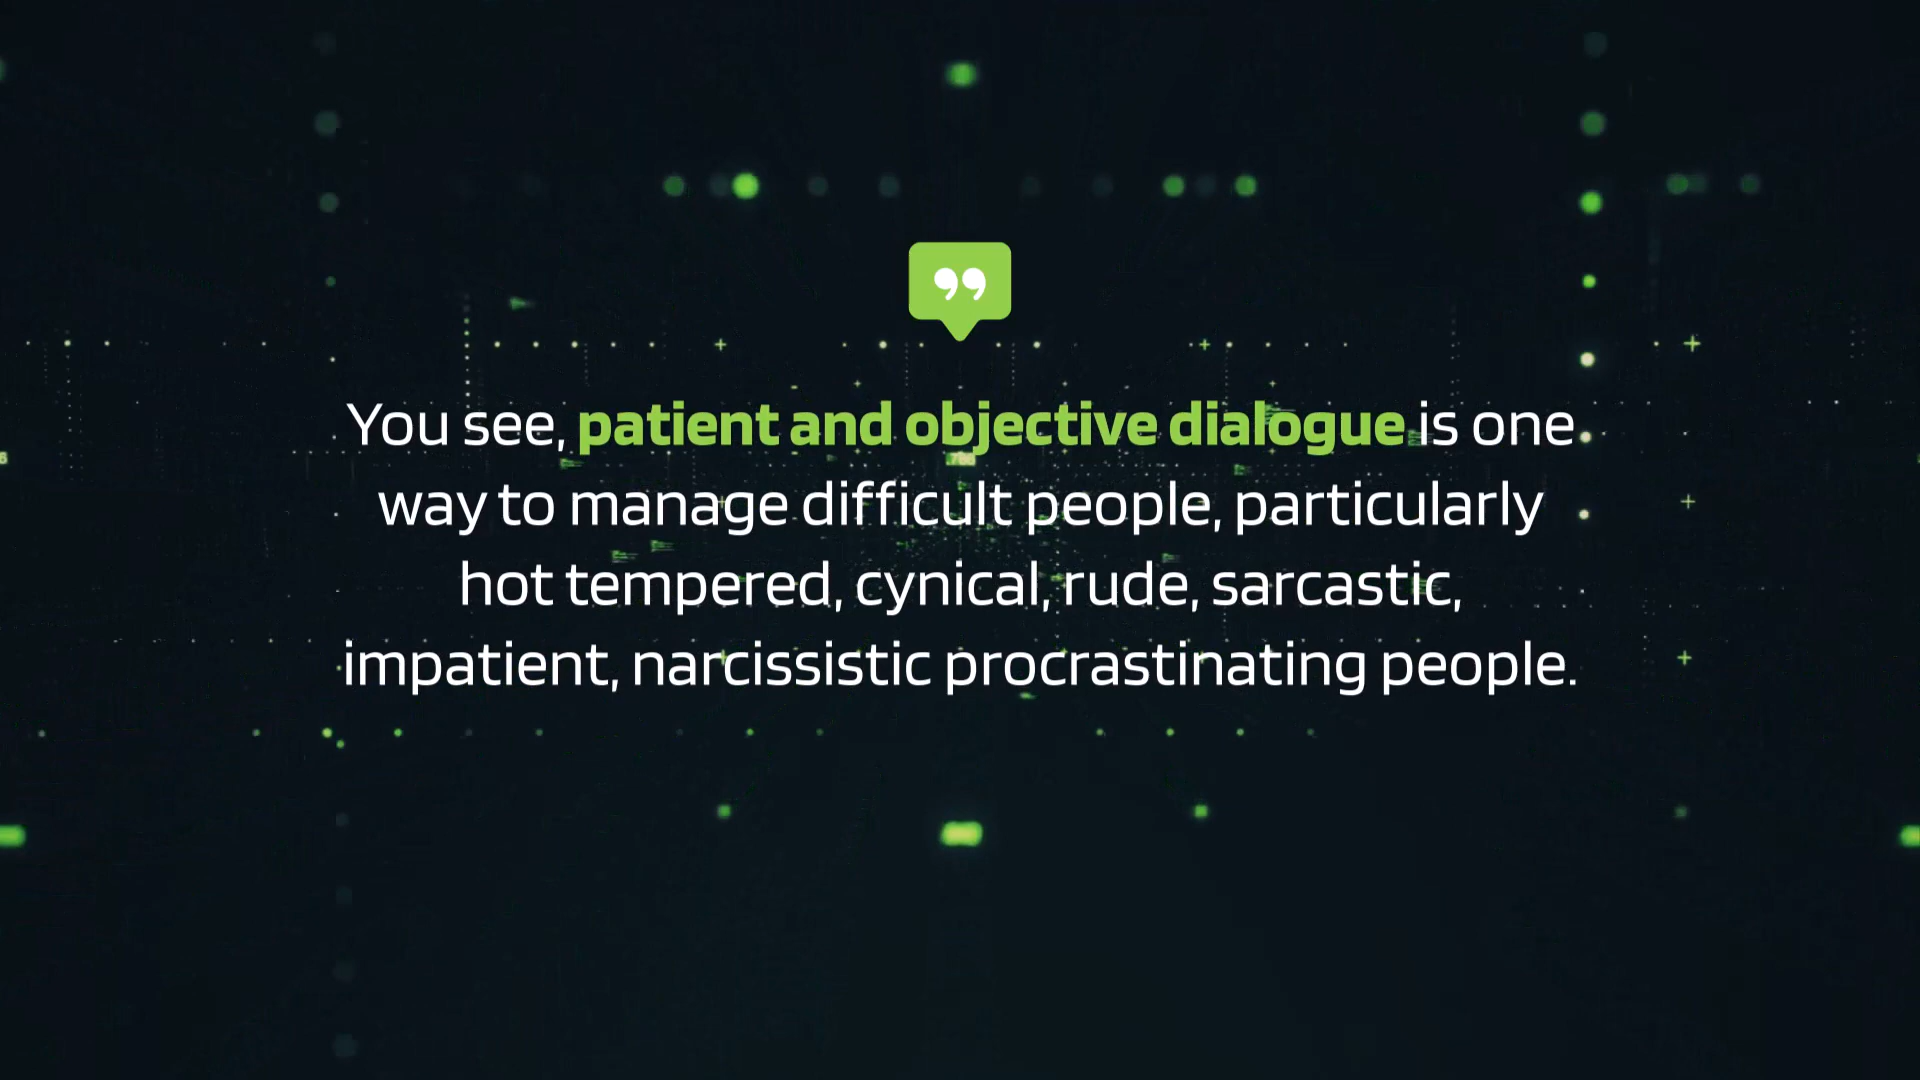 You see, patient and objective dialogue is one
way to manage difficult people, particularly
hot tempered, cynical, rude, sarcastic,
impatient, narcissistic procrastinating people.